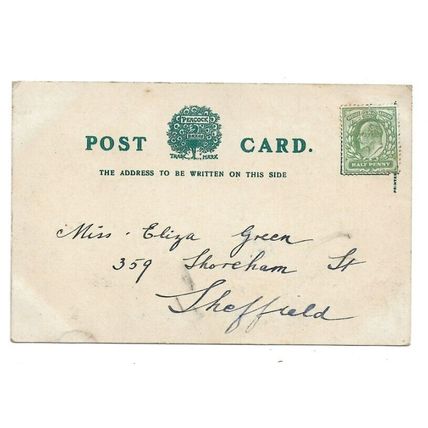 PEACOCK
BRAND
TRADE MARK
POST CARD.
THE ADDRESS TO BE WRITTEN ON THIS SIDE
HALF PENNY
Miss. Eliza Green
359 Shoreham St
Sheffield